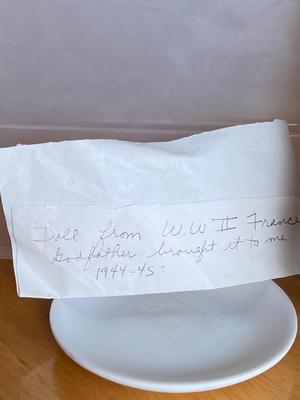 Doll from W.W II France
Godfather brought it to me.
1944-45?